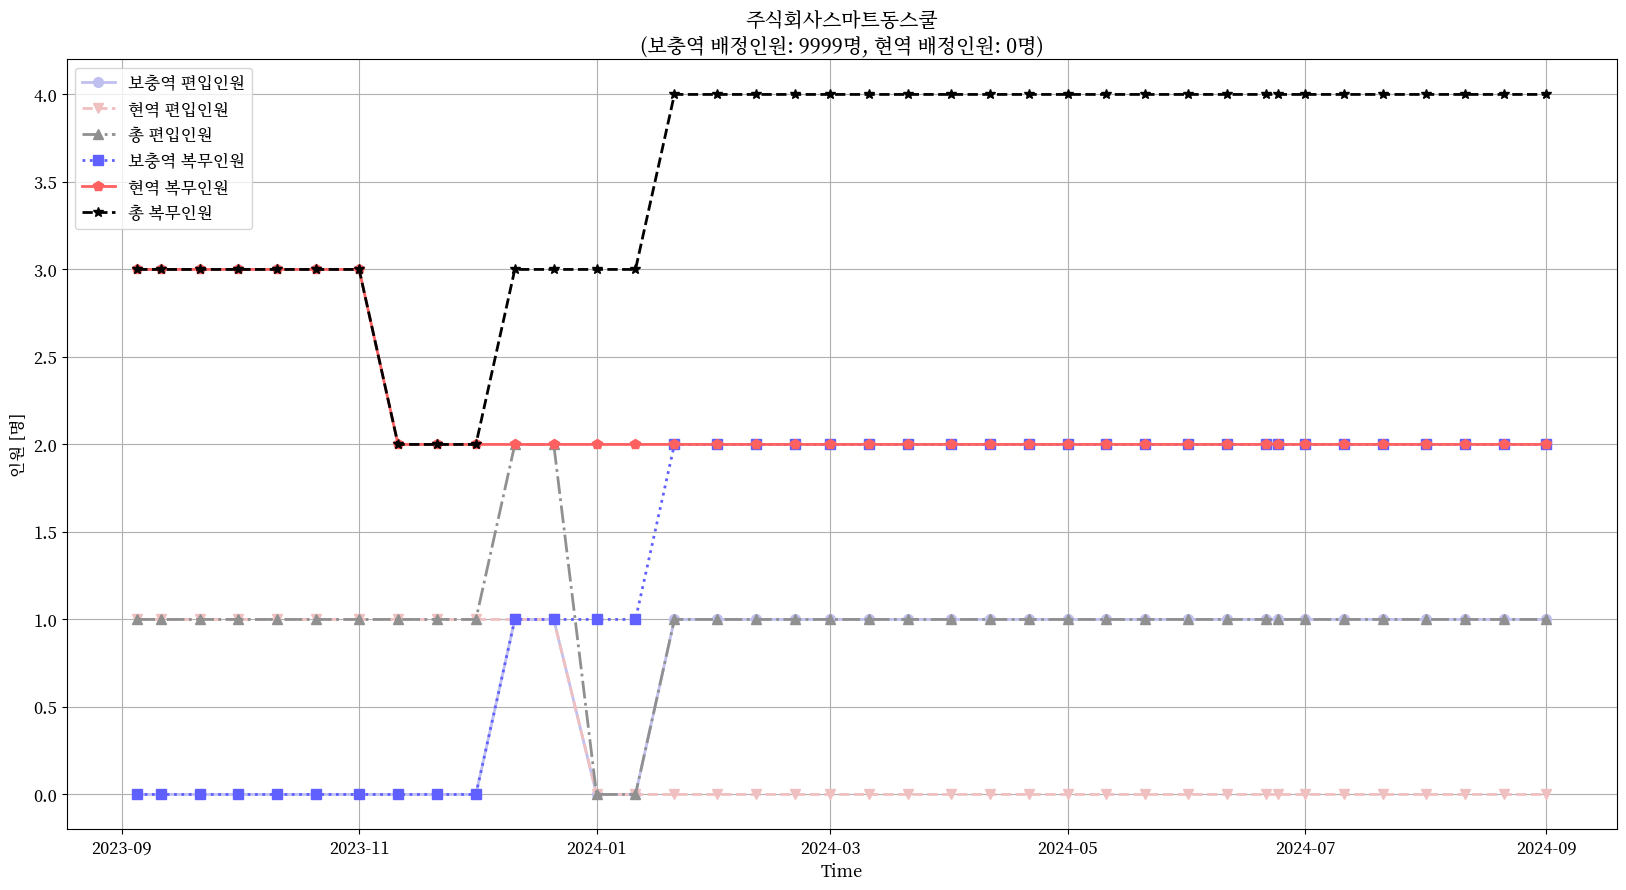 주식회사스마트동스쿨
(보충역 배정인원: 9999명, 현역 배정인원: 0명)
보충역 편입인원
현역 편입인원
총 편입인원
보충역 복무인원
현역 복무인원
총 복무인원
4.0
3.5
3.0
2.5
2.0
1.5
1.0
0.5
0.0
인원 [명]
2023-09
2023-11
2024-01
2024-03
2024-05
2024-07
2024-09
Time